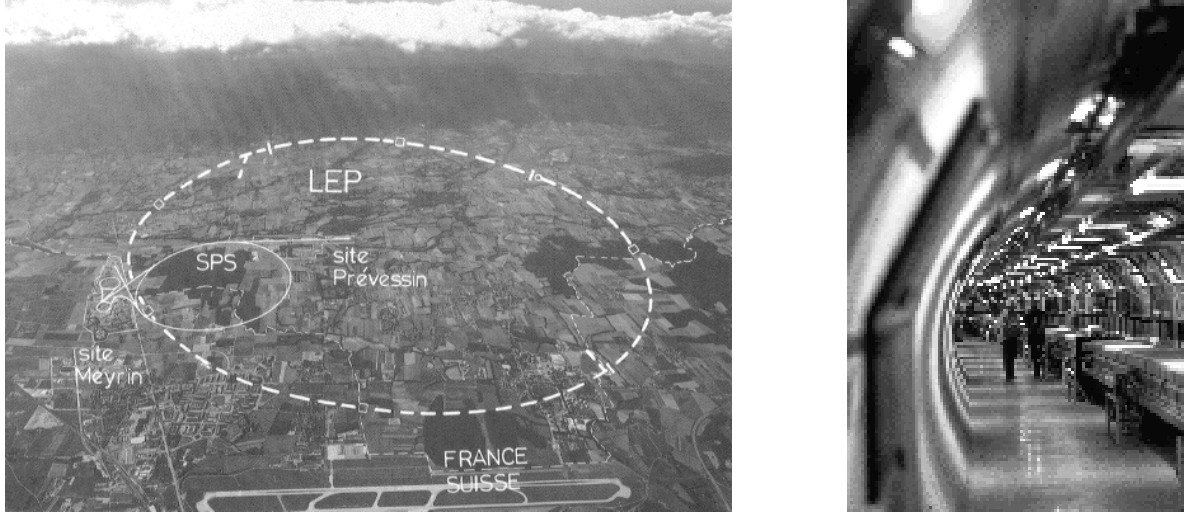 LEP
SPS
site
Prévessin
site
Meyrin
FRANCE
SUISSE